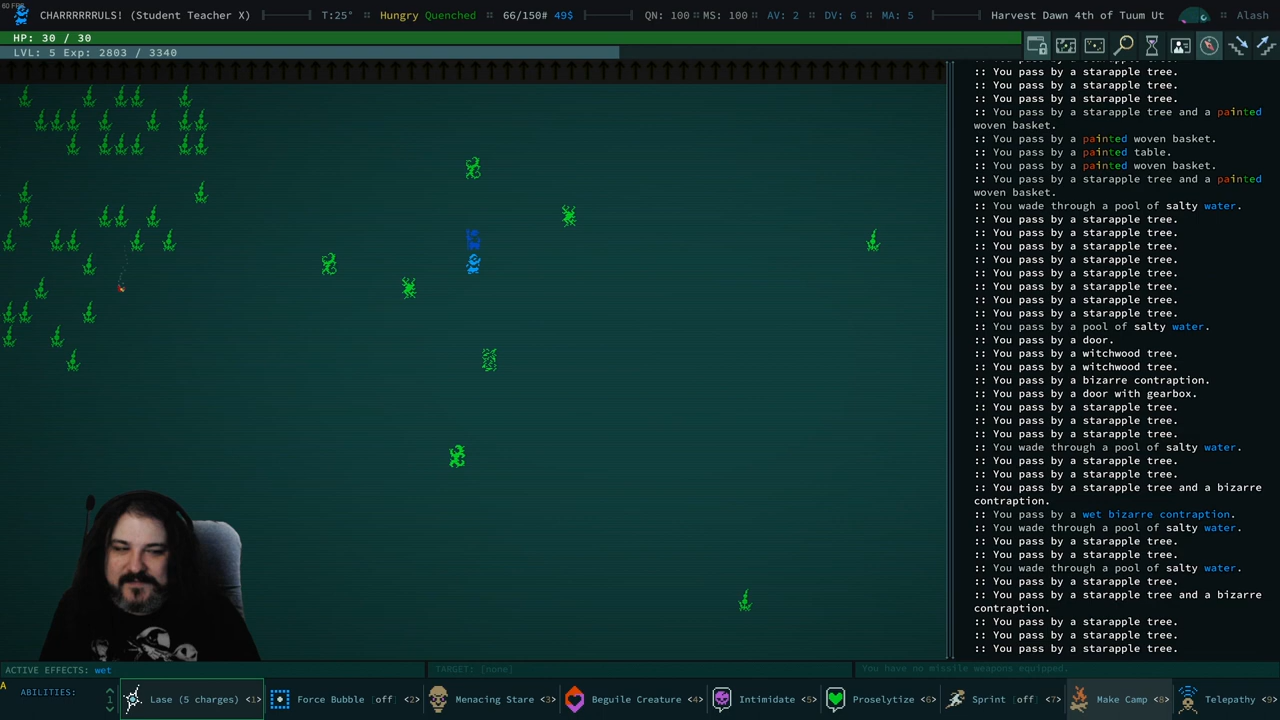 60 FPS
CHARRRRRULS! (Student Teacher X) T:25° Hungry Quenched 66/150# 49$ QN: 100 MS: 100 AV: 2 DV: 6 MA: 5 Harvest Dawn 4th of Tuum Ut Alash
HP: 30 / 30
LVL: 5 Exp: 2803 / 3340
:: You pass by a starapple tree.
:: You pass by a starapple tree.
:: You pass by a starapple tree.
:: You pass by a starapple tree and a painted
woven basket.
:: You pass by a painted woven basket.
:: You pass by a painted table.
:: You pass by a painted woven basket.
:: You pass by a starapple tree and a painted
woven basket.
:: You wade through a pool of salty water.
:: You pass by a starapple tree.
:: You pass by a starapple tree.
:: You pass by a starapple tree.
:: You pass by a starapple tree.
:: You pass by a starapple tree.
:: You pass by a starapple tree.
:: You pass by a starapple tree.
:: You pass by a starapple tree.
:: You pass by a pool of salty water.
:: You pass by a door.
:: You pass by a witchwood tree.
:: You pass by a witchwood tree.
:: You pass by a bizarre contraption.
:: You pass by a door with gearbox.
:: You pass by a starapple tree.
:: You pass by a starapple tree.
:: You pass by a starapple tree.
:: You wade through a pool of salty water.
:: You pass by a starapple tree.
:: You pass by a starapple tree.
:: You pass by a starapple tree and a bizarre
contraption.
:: You pass by a wet bizarre contraption.
:: You wade through a pool of salty water.
:: You pass by a starapple tree.
:: You pass by a starapple tree.
:: You wade through a pool of salty water.
:: You pass by a starapple tree.
:: You pass by a starapple tree and a bizarre
contraption.
:: You pass by a starapple tree.
:: You pass by a starapple tree.
:: You pass by a starapple tree.
ACTIVE EFFECTS: wet TARGET: [none] You have no missile weapons equipped.
A
ABILITIES: 1 Lase (5 charges) <1> Force Bubble [off] <2> Menacing Stare <3> Beguile Creature <4> Intimidate <5> Proselytize <6> Sprint [off] <7> Make Camp <8> Telepathy <9>